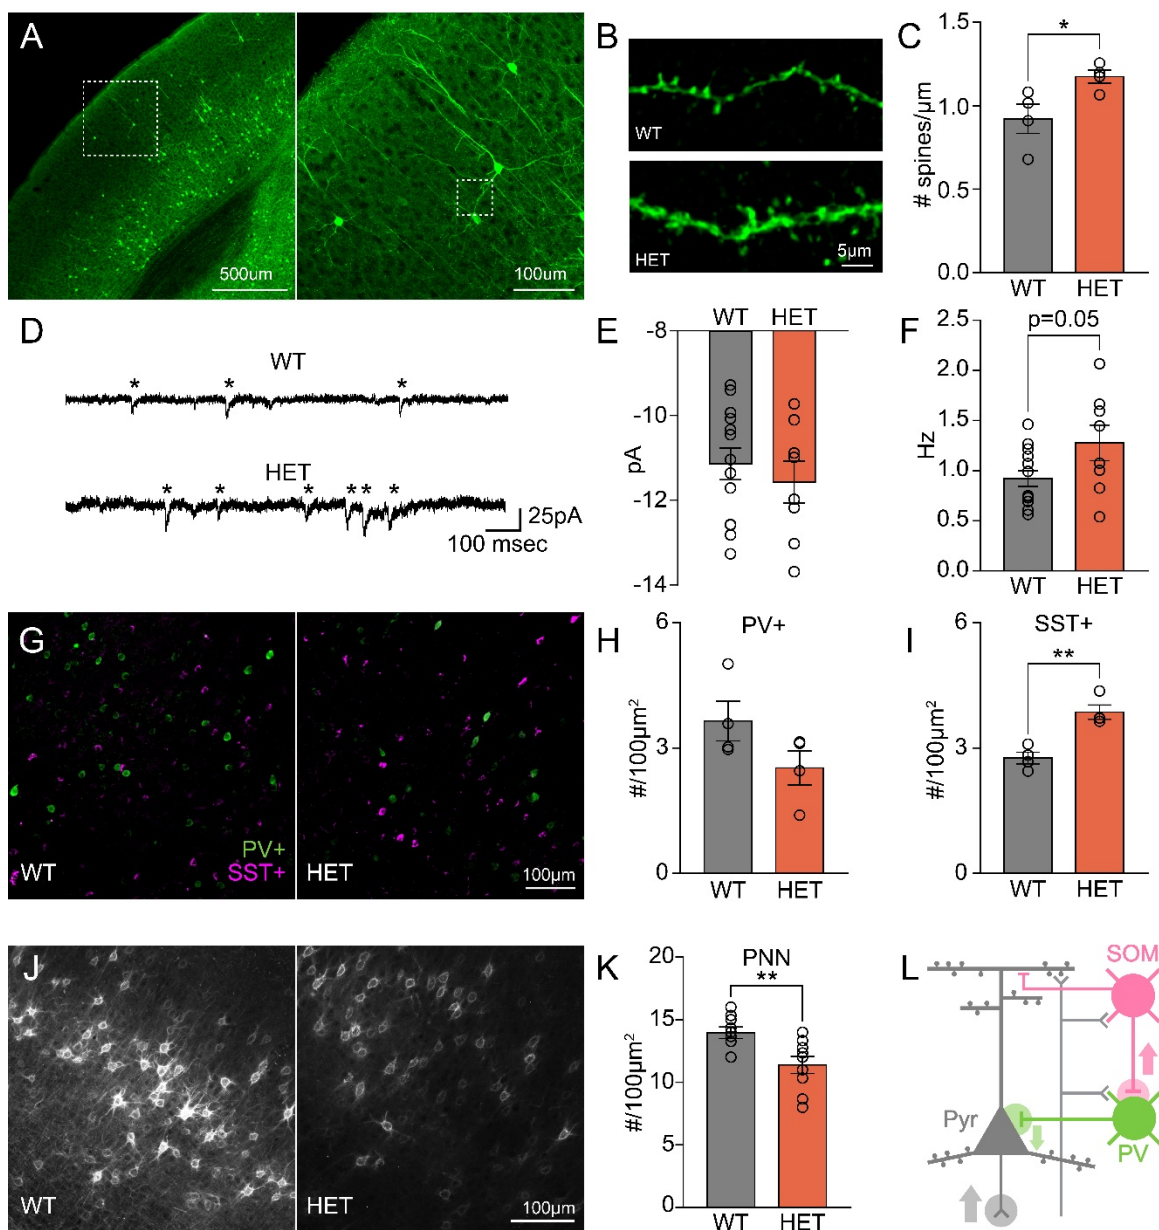 A
500um
100um
B
WT
HET
5µm
C
# spines/µm
1.5
1.0
0.5
0.0
*
WT
HET
D
WT
* * *
HET
* * * * * *
25pA
100 msec
E
WT HET
pA
-8
-10
-12
-14
F
p=0.05
Hz
2.5
2.0
1.5
1.0
0.5
0.0
WT
HET
G
WT
PV+
SST+
HET
100µm
H
PV+
#/100µm²
6
3
0
WT
HET
I
SST+
**
#/100µm²
6
3
0
WT
HET
J
WT
HET
100µm
K
PNN
**
#/100µm²
20
15
10
5
0
WT
HET
L
SOM
Pyr
PV